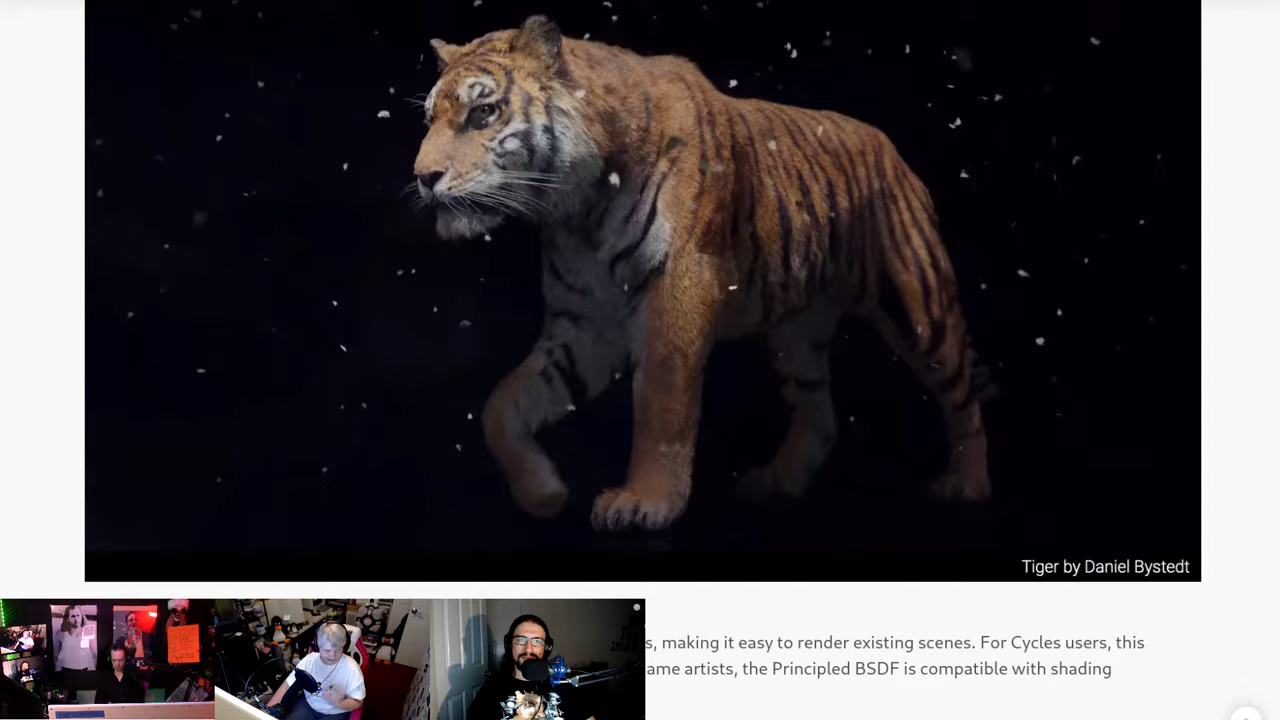 Tiger by Daniel Bystedt
s, making it easy to render existing scenes. For Cycles users, this
ame artists, the Principled BSDF is compatible with shading